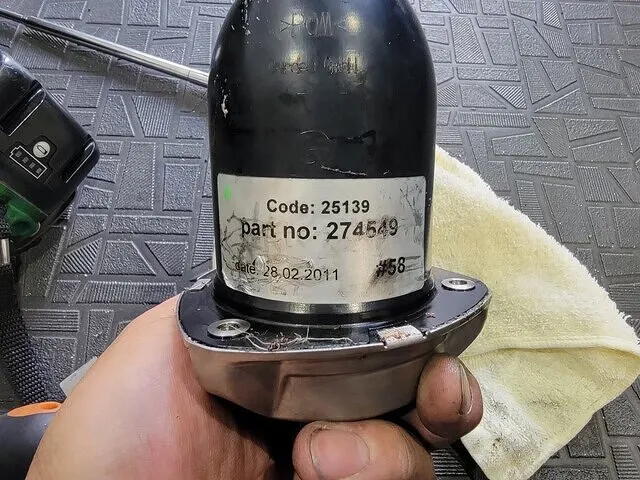 Code: 25139
part no: 274549
date. 28.02.2011
#58